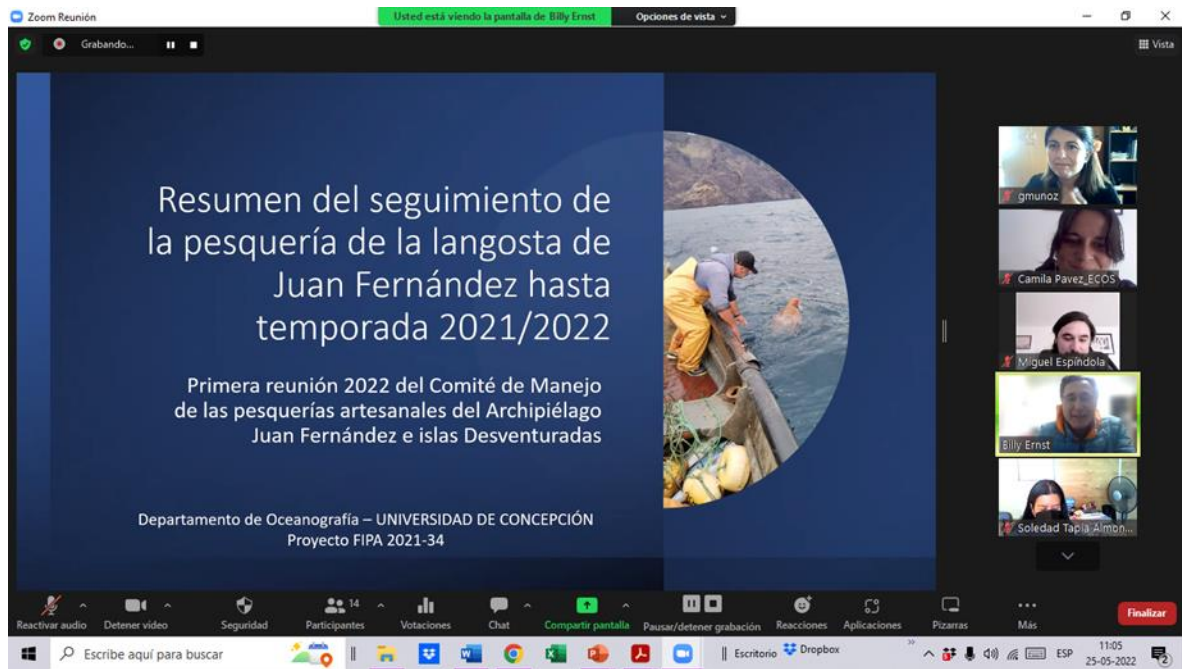 Zoom Reunión
Usted está viendo la pantalla de Billy Ernst
Opciones de vista
Grabando...
Vista
Resumen del seguimiento de
la pesquería de la langosta de
Juan Fernández hasta
temporada 2021/2022
Primera reunión 2022 del Comité de Manejo
de las pesquerías artesanales del Archipiélago
Juan Fernández e islas Desventuradas
Departamento de Oceanografía – UNIVERSIDAD DE CONCEPCIÓN
Proyecto FIPA 2021-34
gmunoz
Camila Pavez_ECOS
Miguel Espíndola
Billy Ernst
Soledad Tapia Almon...
Reactivar audio
Detener video
Seguridad
14
Participantes
Votaciones
Chat
Compartir pantalla
Pausar/detener grabación
Reacciones
Aplicaciones
Pizarras
Más
Finalizar
Escribe aquí para buscar
Escritorio
Dropbox
ESP
11:05
25-05-2022